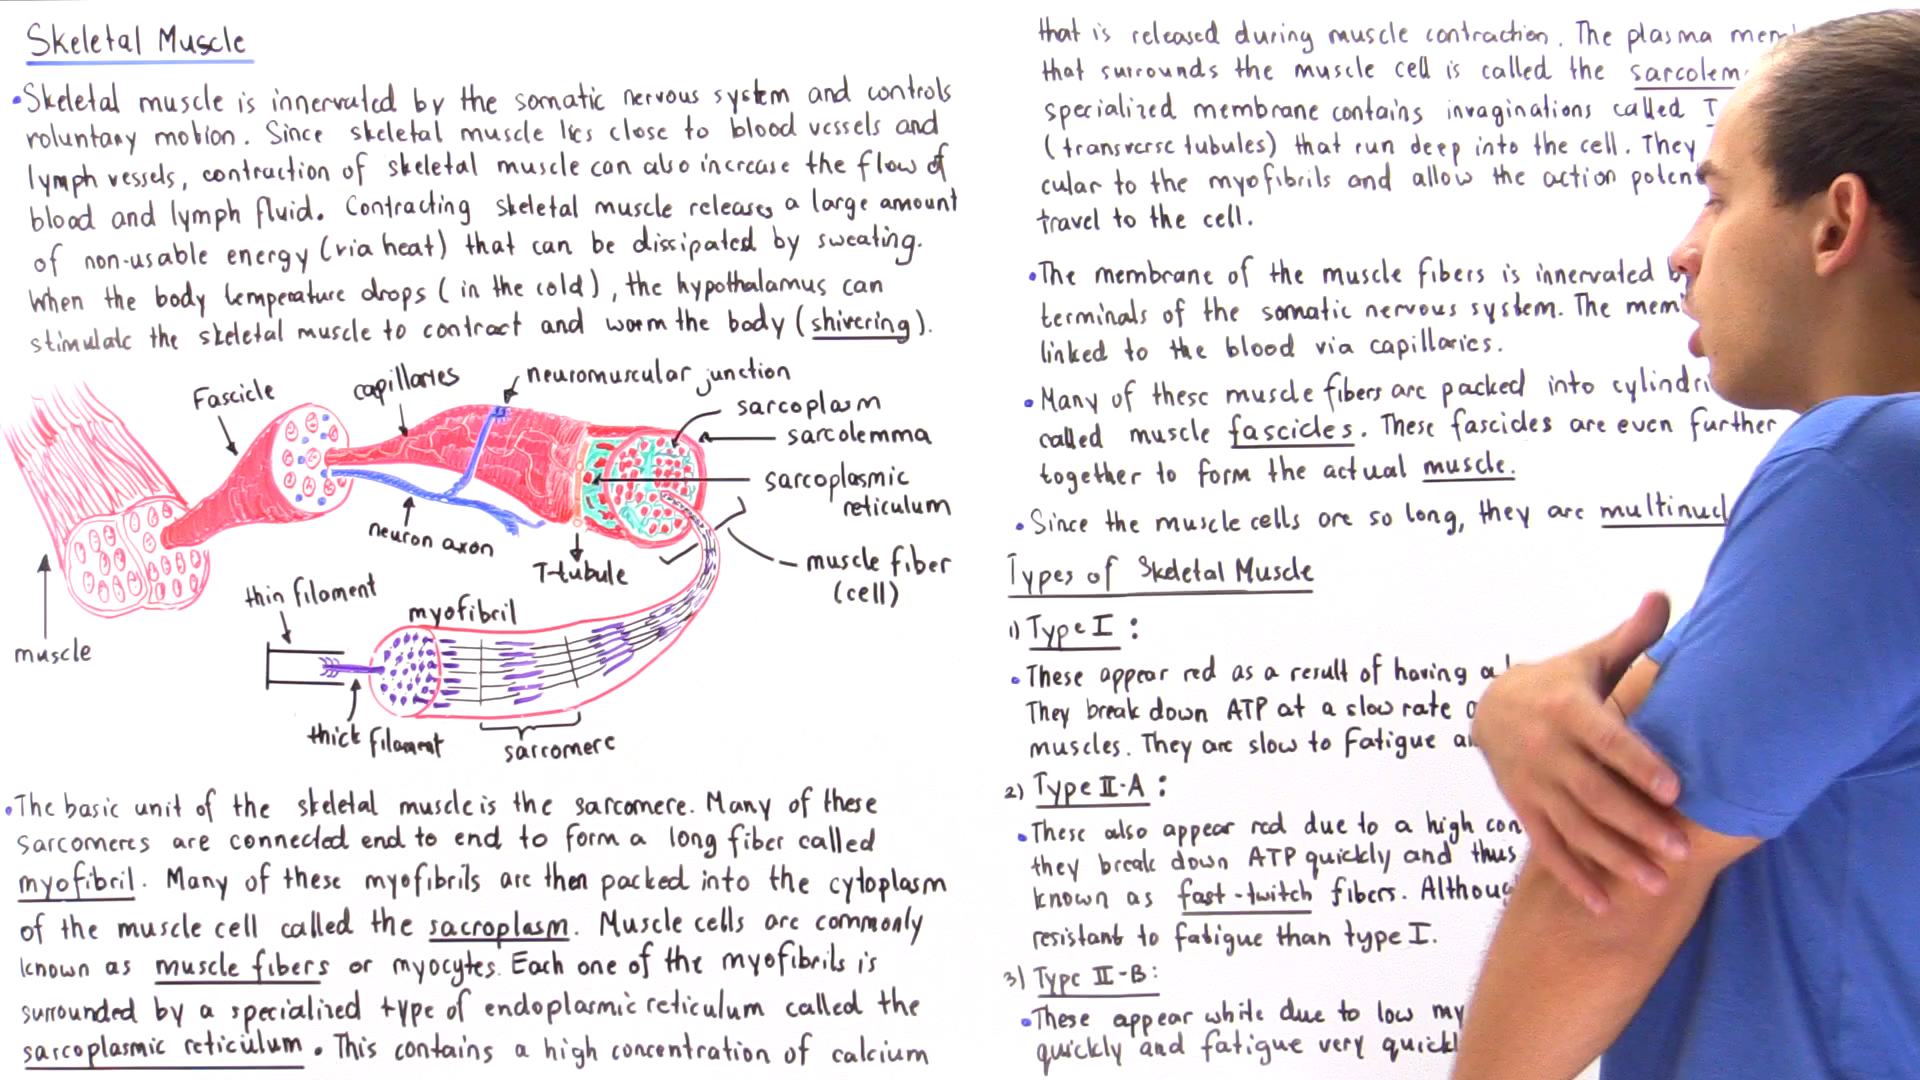 Skeletal Muscle
•Skeletal muscle is innervated by the somatic nervous system and controls
voluntary motion. Since skeletal muscle lies close to blood vessels and
lymph vessels, contraction of skeletal muscle can also increase the flow of
blood and lymph fluid. Contracting skeletal muscle releases a large amount
of non-usable energy (via heat) that can be dissipated by sweating.
When the body temperature drops (in the cold), the hypothalamus can
stimulate the skeletal muscle to contract and warm the body (shivering).
Fascicle
capillaries
neuromuscular junction
sarcoplasm
sarcolemma
sarcoplasmic
reticulum
neuron axon
T-tubule
muscle fiber
(cell)
thin filament
myofibril
muscle
thick filament
sarcomere
•The basic unit of the skeletal muscle is the sarcomere. Many of these
sarcomeres are connected end to end to form a long fiber called
myofibril. Many of these myofibrils are then packed into the cytoplasm
of the muscle cell called the sacroplasm. Muscle cells are commonly
known as muscle fibers or myocytes. Each one of the myofibrils is
surrounded by a specialized type of endoplasmic reticulum called the
sarcoplasmic reticulum. This contains a high concentration of calcium
that is released during muscle contraction. The plasma mem
that surrounds the muscle cell is called the sarcolem
specialized membrane contains invaginations called T
(transverse tubules) that run deep into the cell. They
cular to the myofibrils and allow the action poten
travel to the cell.
•The membrane of the muscle fibers is innervated b
terminals of the somatic nervous system. The mem
linked to the blood via capillaries.
•Many of these muscle fibers are packed into cylindri
called muscle fascicles. These fascicles are even further
together to form the actual muscle.
•Since the muscle cells are so long, they are multinucl
Types of Skeletal Muscle
1) Type I:
•These appear red as a result of having a
They break down ATP at a slow rate
muscles. They are slow to fatigue a
2) Type II-A:
•These also appear red due to a high con
they break down ATP quickly and thus
known as fast-twitch fibers. Althoug
resistant to fatigue than type I.
3) Type II-B:
•These appear white due to low my
quickly and fatigue very quickl